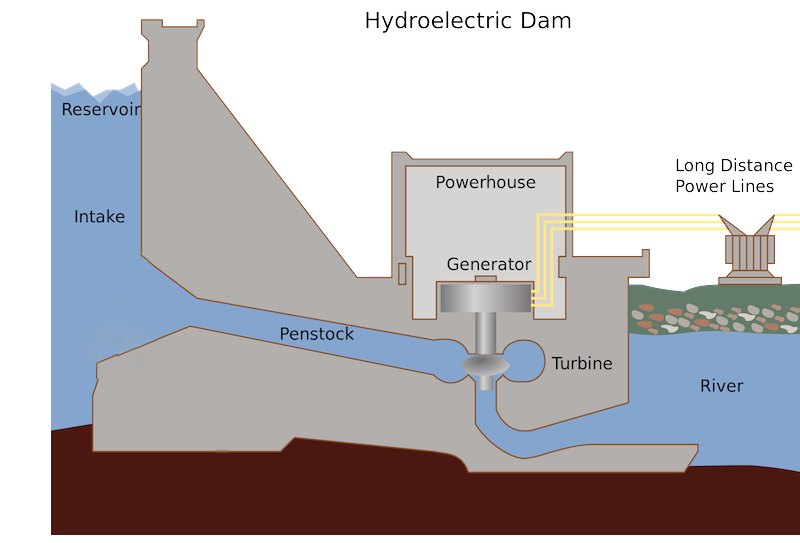 Hydroelectric Dam
Reservoir
Long Distance
Power Lines
Powerhouse
Intake
Generator
Penstock
Turbine
River